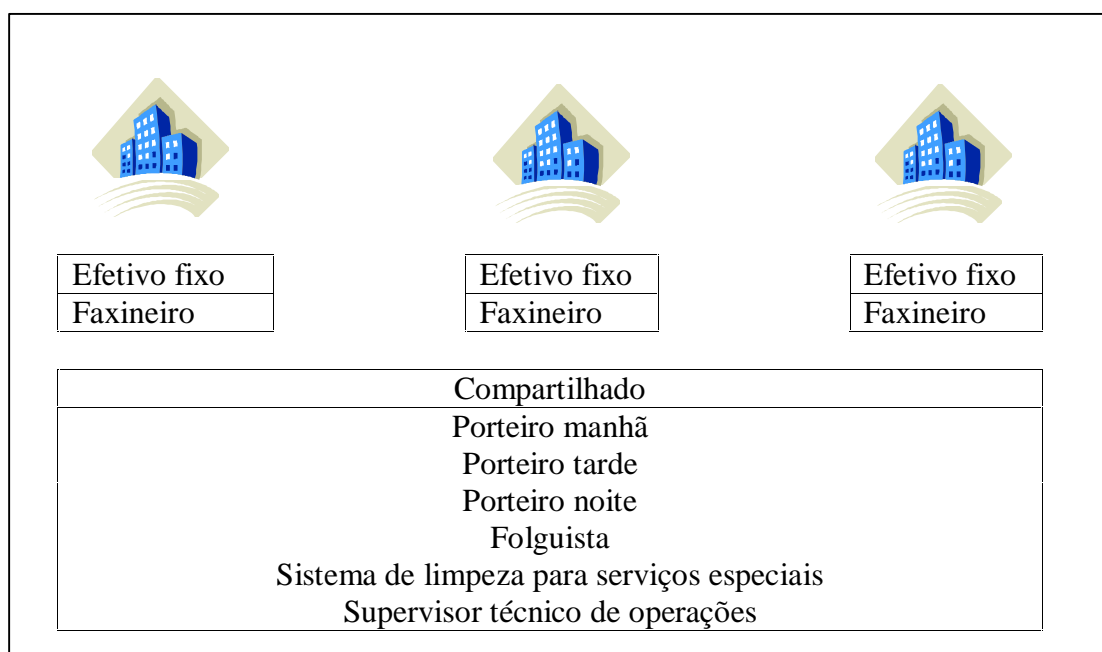 Efetivo fixo
Faxineiro
Efetivo fixo
Faxineiro
Efetivo fixo
Faxineiro
Compartilhado
Porteiro manhã
Porteiro tarde
Porteiro noite
Folguista
Sistema de limpeza para serviços especiais
Supervisor técnico de operações